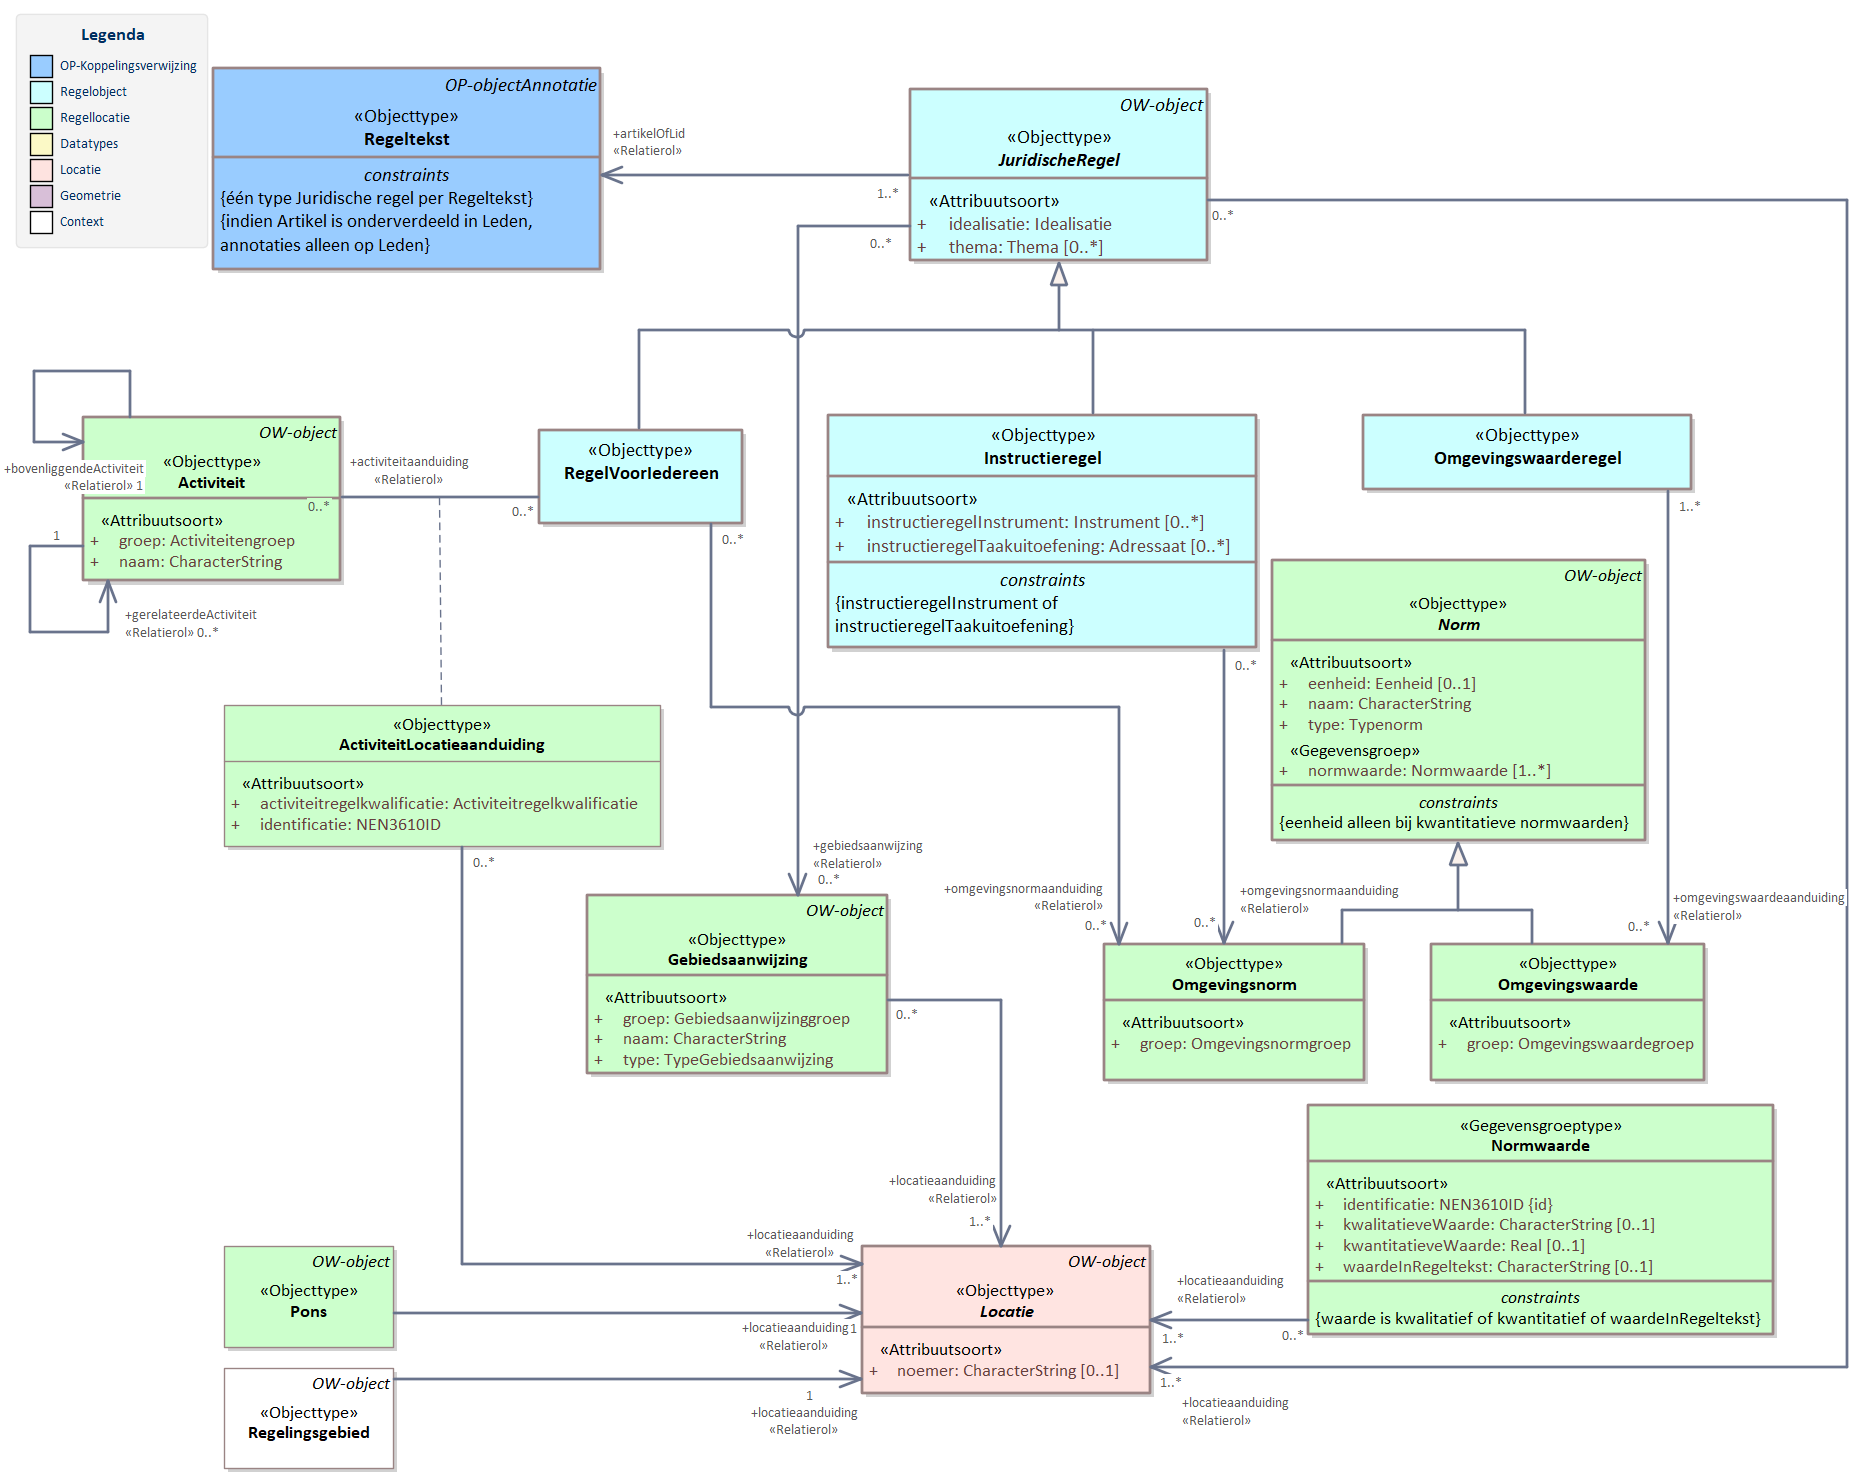 Legenda
OP-Koppelingsverwijzing
Regelobject
Regellocatie
Datatypes
Locatie
Geometrie
Context
OP-objectAnnotatie
«Objecttype»
Regeltekst
constraints
{één type Juridische regel per Regeltekst}
{indien Artikel is onderverdeeld in Leden,
annotaties alleen op Leden}
+artikelOfLid
«Relatierol»
1..*
OW-object
«Objecttype»
JuridischeRegel
«Attribuutsoort»
+ idealisatie: Idealisatie
+ thema: Thema [0..*]
0..*
0..*
OW-object
«Objecttype»
Activiteit
«Attribuutsoort»
+ groep: Activiteitengroep
+ naam: CharacterString
+bovenliggendeActiviteit
«Relatierol» 1
1
+gerelateerdeActiviteit
«Relatierol» 0..*
+activiteitaanduiding
«Relatierol»
0..*
0..*
«Objecttype»
RegelVoorIedereen
0..*
«Objecttype»
Instructieregel
«Attribuutsoort»
+ instructieregelInstrument: Instrument [0..*]
+ instructieregelTaakuitoefening: Adressaat [0..*]
constraints
{instructieregelInstrument of
instructieregelTaakuitoefening}
0..*
«Objecttype»
Omgevingswaarderegel
1..*
OW-object
«Objecttype»
Norm
«Attribuutsoort»
+ eenheid: Eenheid [0..1]
+ naam: CharacterString
+ type: Typenorm
«Gegevensgroep»
+ normwaarde: Normwaarde [1..*]
constraints
{eenheid alleen bij kwantitatieve normwaarden}
«Objecttype»
ActiviteitLocatieaanduiding
«Attribuutsoort»
+ activiteitregelkwalificatie: Activiteitregelkwalificatie
+ identificatie: NEN3610ID
0..*
+gebiedsaanwijzing
«Relatierol»
0..*
OW-object
«Objecttype»
Gebiedsaanwijzing
«Attribuutsoort»
+ groep: Gebiedsaanwijzinggroep
+ naam: CharacterString
+ type: TypeGebiedsaanwijzing
0..*
+omgevingsnormaanduiding
«Relatierol»
0..*
+omgevingsnormaanduiding
«Relatierol»
0..*
+omgevingswaardeaanduiding
«Relatierol»
0..*
«Objecttype»
Omgevingsnorm
«Attribuutsoort»
+ groep: Omgevingsnormgroep
«Objecttype»
Omgevingswaarde
«Attribuutsoort»
+ groep: Omgevingswaardegroep
«Gegevensgroeptype»
Normwaarde
«Attribuutsoort»
+ identificatie: NEN3610ID {id}
+ kwalitatieveWaarde: CharacterString [0..1]
+ kwantitatieveWaarde: Real [0..1]
+ waardeInRegeltekst: CharacterString [0..1]
constraints
{waarde is kwalitatief of kwantitatief of waardeInRegeltekst}
0..*
+locatieaanduiding
«Relatierol»
1..*
+locatieaanduiding
«Relatierol»
1..*
OW-object
«Objecttype»
Locatie
«Attribuutsoort»
+ noemer: CharacterString [0..1]
+locatieaanduiding
«Relatierol»
1..*
1..*
+locatieaanduiding
«Relatierol»
OW-object
«Objecttype»
Pons
+locatieaanduiding 1
«Relatierol»
OW-object
«Objecttype»
Regelingsgebied
1
+locatieaanduiding
«Relatierol»